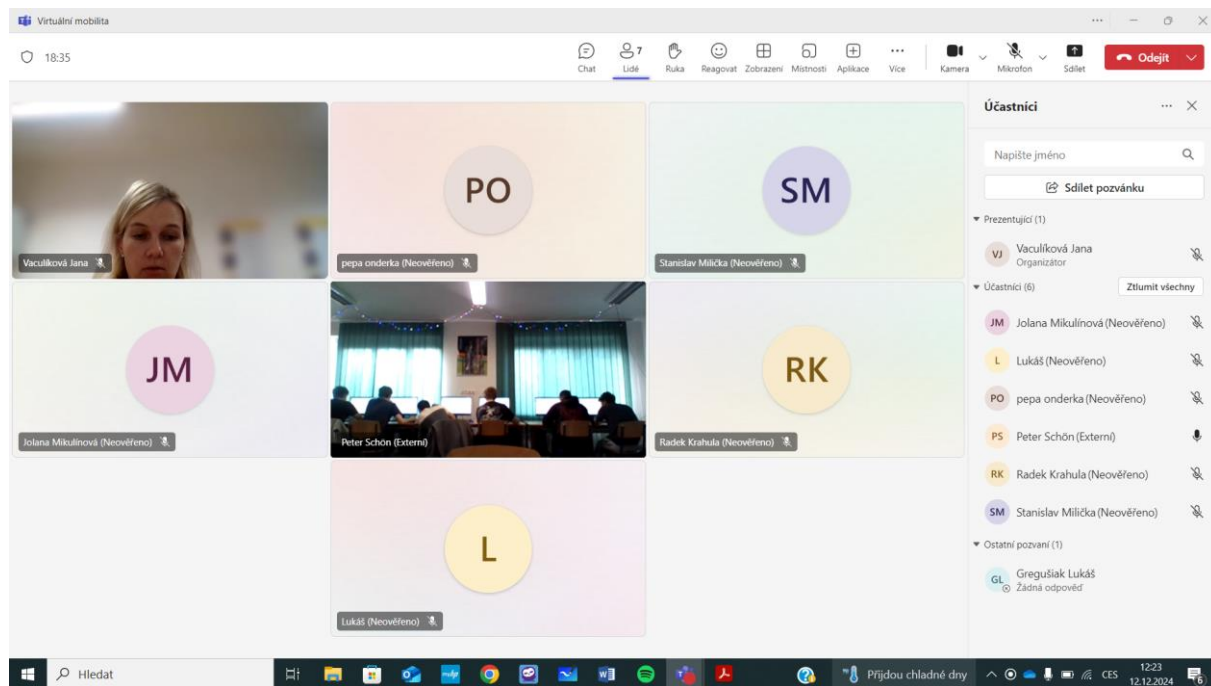 Virtuální mobilita
18:35
Chat
7
Lidé
Ruka
Reagovat
Zobrazení
Místnosti
Aplikace
Více
Kamera
Mikrofon
Sdílet
Odejít
Vaculíková Jana
PO
pepa onderka (Neověřeno)
SM
Stanislav Milička (Neověřeno)
JM
Jolana Mikulínová (Neověřeno)
Peter Schön (Externí)
RK
Radek Krahula (Neověřeno)
L
Lukáš (Neověřeno)
Účastníci
Napište jméno
Sdílet pozvánku
Prezentující (1)
VJ
Vaculíková Jana
Organizátor
Účastníci (6)
Ztlumit všechny
JM Jolana Mikulínová (Neověřeno)
L Lukáš (Neověřeno)
PO pepa onderka (Neověřeno)
PS Peter Schön (Externí)
RK Radek Krahula (Neověřeno)
SM Stanislav Milička (Neověřeno)
Ostatní pozvaní (1)
GL
Gregušiak Lukáš
Žádná odpověď
Hledat
Přijdou chladné dny
CES
12:23
12.12.2024
6